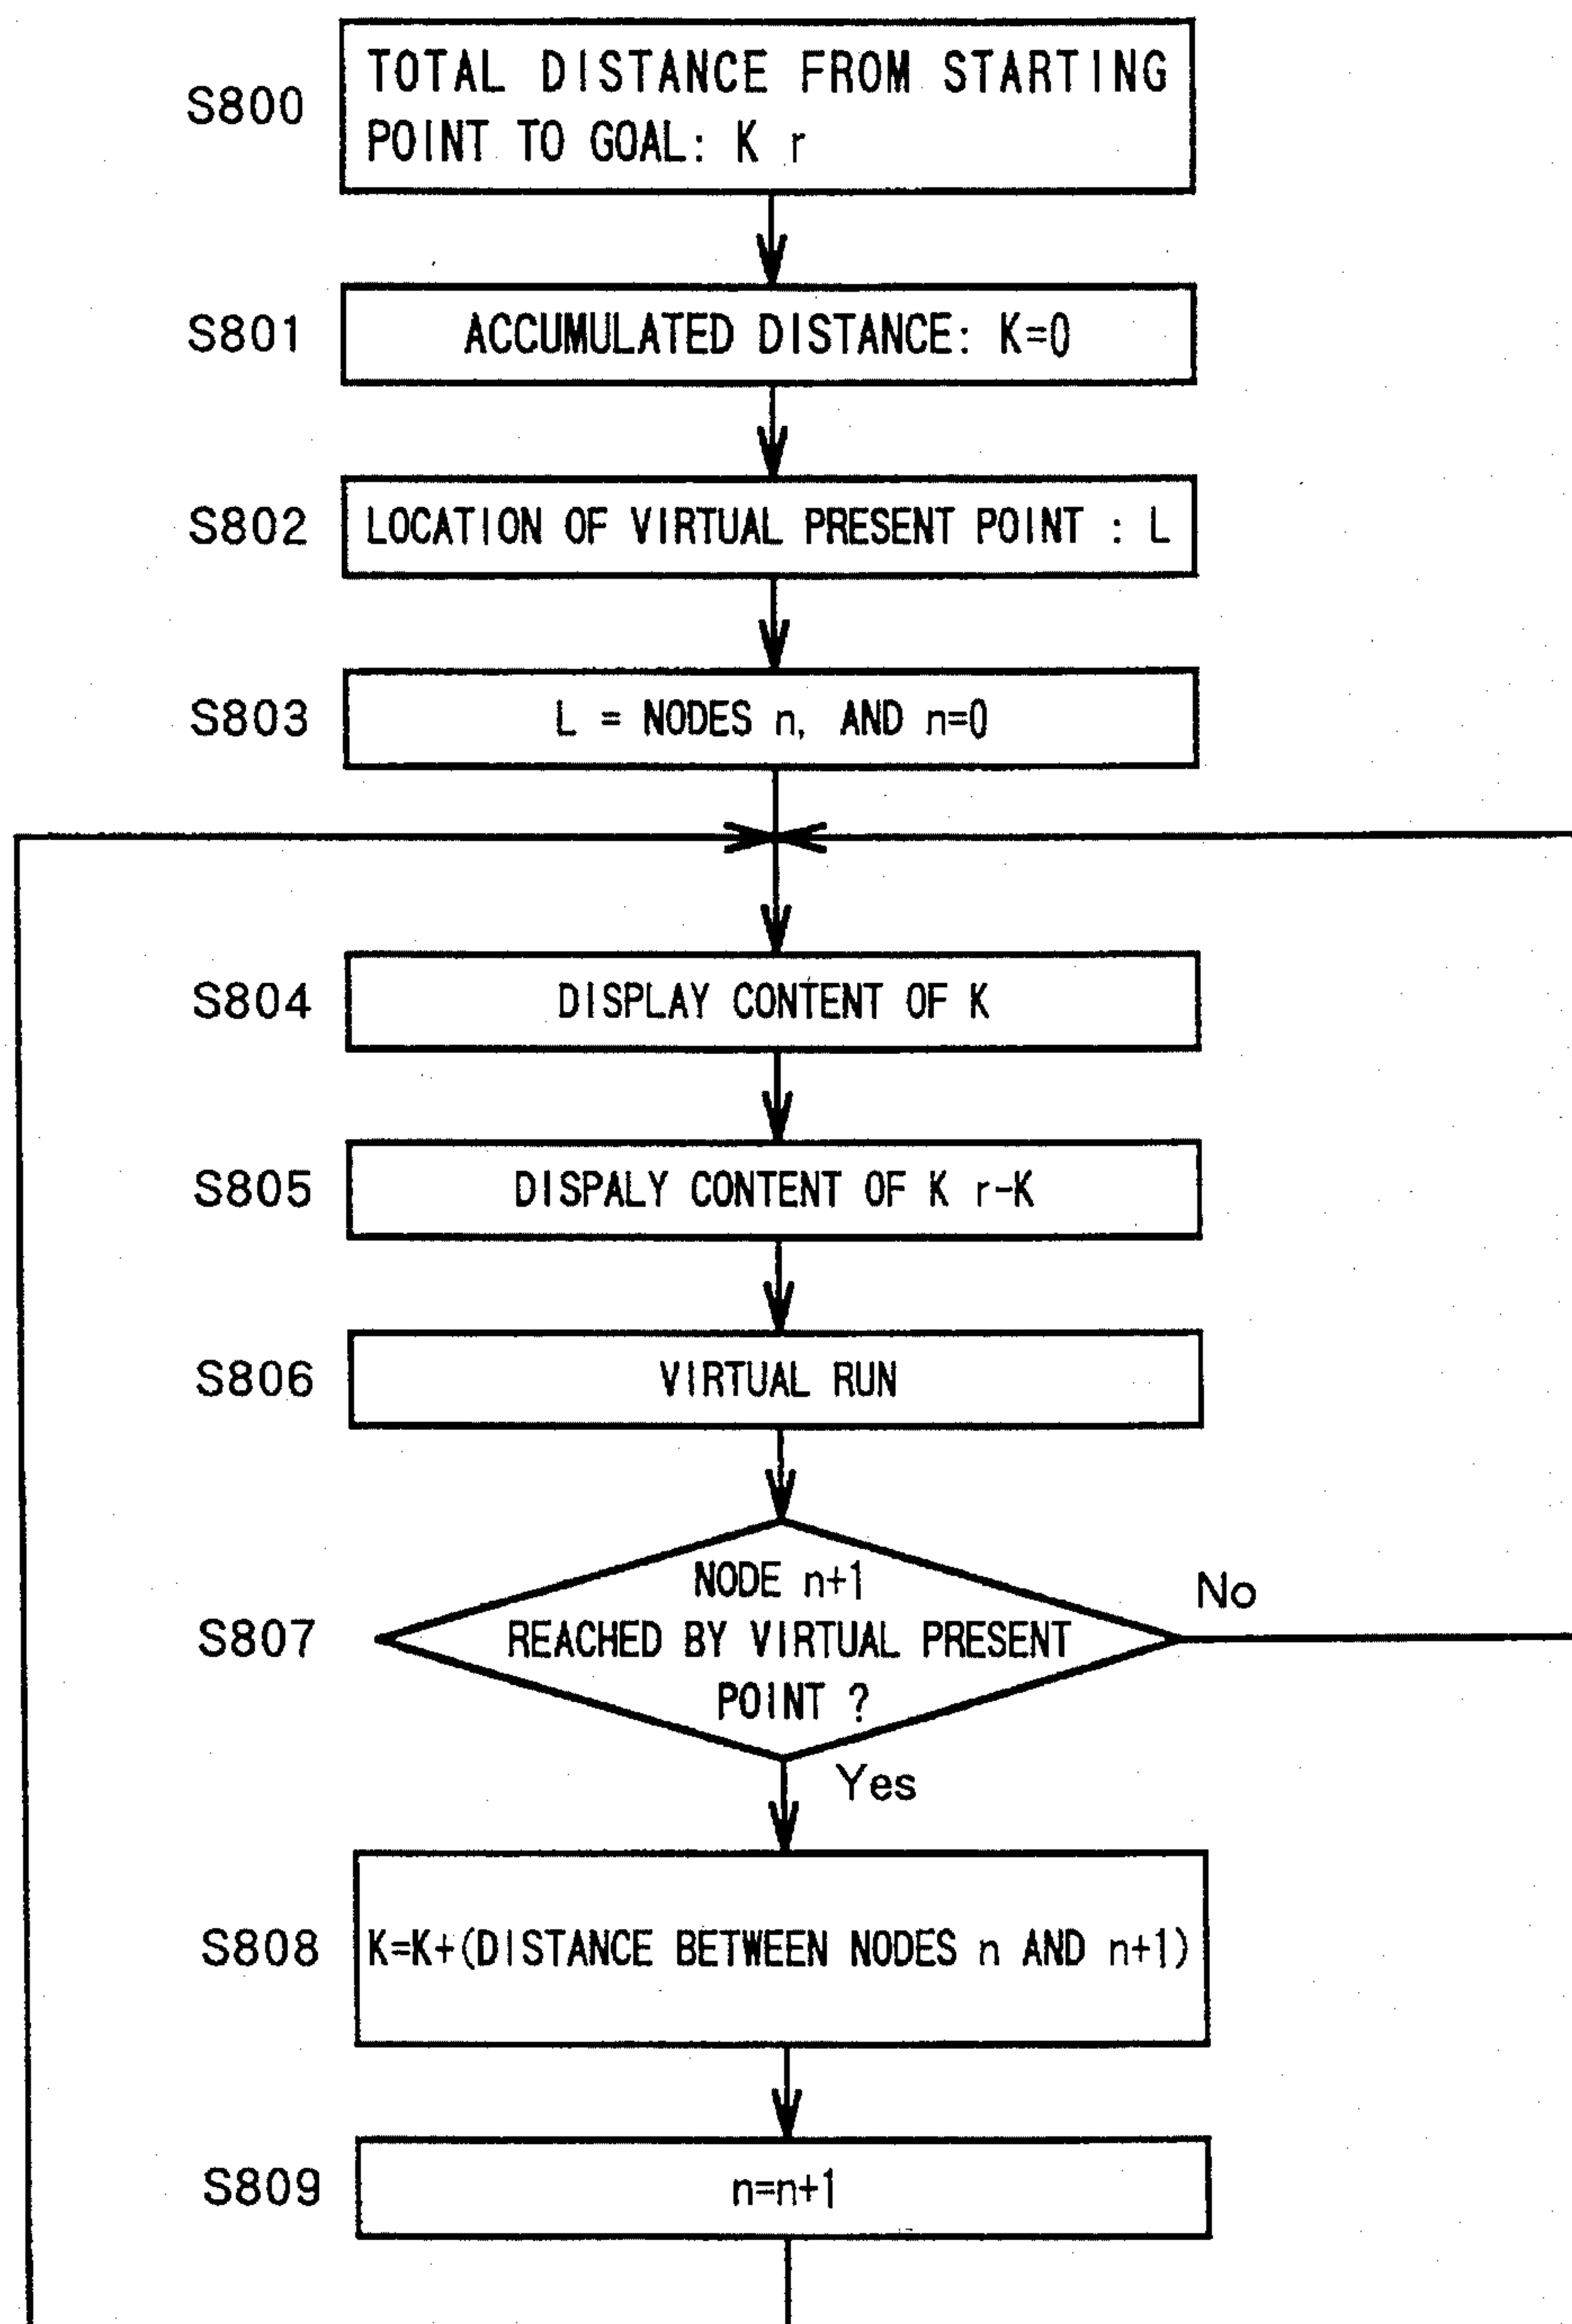 S800
TOTAL DISTANCE FROM STARTING
POINT TO GOAL: K r
S801
ACCUMULATED DISTANCE: K=0
S802
LOCATION OF VIRTUAL PRESENT POINT : L
S803
L = NODES n, AND n=0
S804
DISPLAY CONTENT OF K
S805
DISPALY CONTENT OF K r-K
S806
VIRTUAL RUN
S807
NODE n+1
REACHED BY VIRTUAL PRESENT
POINT ?
No
Yes
S808
K=K+(DISTANCE BETWEEN NODES n AND n+1)
S809
n=n+1